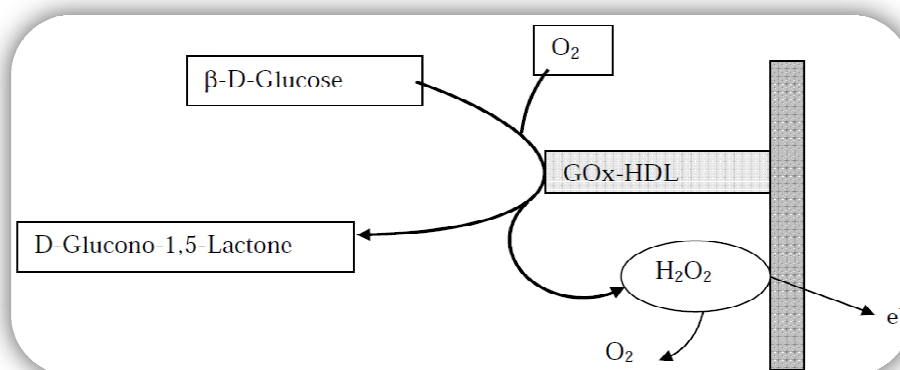 O₂
β-D-Glucose
GOx-HDL
D-Glucono-1,5-Lactone
H₂O₂
e⁻
O₂